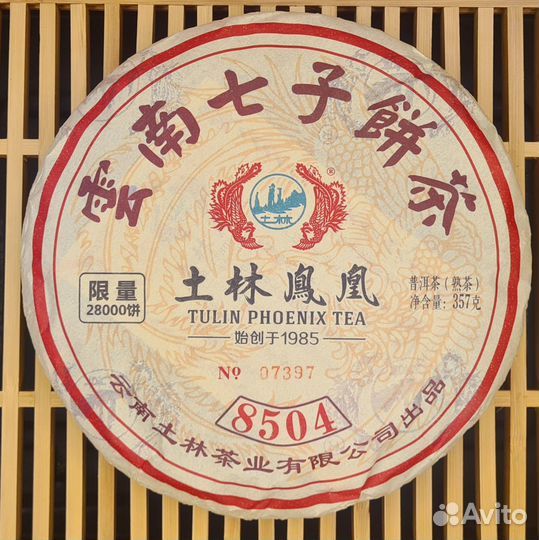 雲南七子餅茶
®
土林
限量
28000饼
土林鳳凰
TULIN PHOENIX TEA
始创于1985
普洱茶(熟茶)
净含量: 357克
Nº 07397
8504
云南土林茶业有限公司出品
Avito